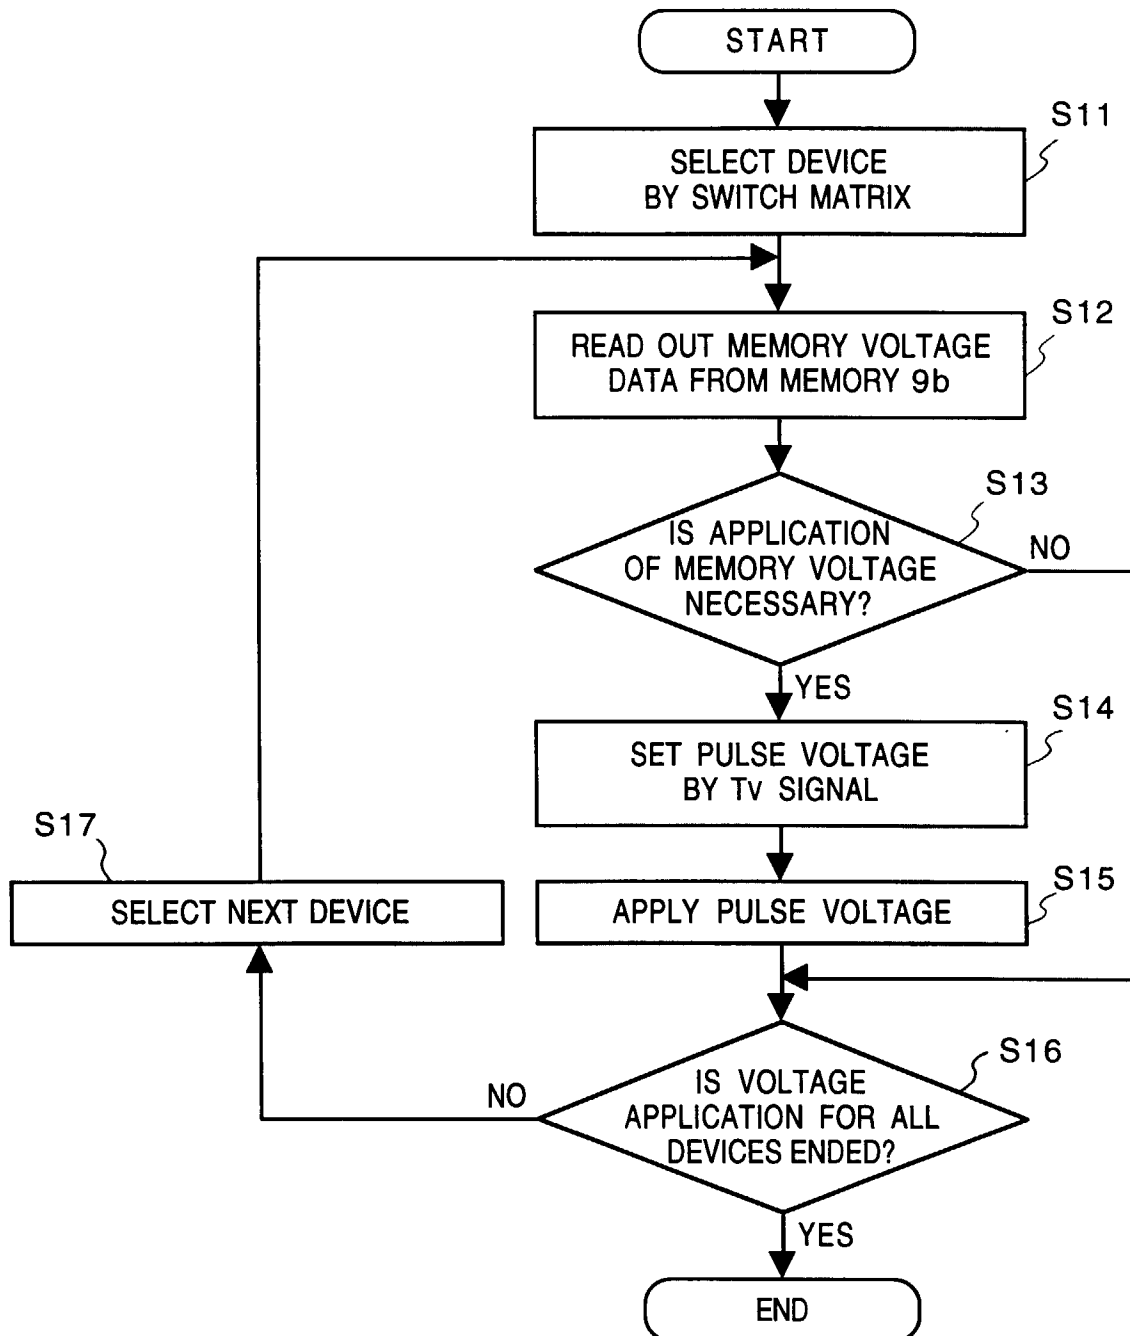 START
S11
SELECT DEVICE
BY SWITCH MATRIX
S12
READ OUT MEMORY VOLTAGE
DATA FROM MEMORY 9b
S13
IS APPLICATION
OF MEMORY VOLTAGE
NECESSARY?
NO
YES
S14
SET PULSE VOLTAGE
BY Tv SIGNAL
S17
SELECT NEXT DEVICE
S15
APPLY PULSE VOLTAGE
S16
IS VOLTAGE
APPLICATION FOR ALL
DEVICES ENDED?
NO
YES
END